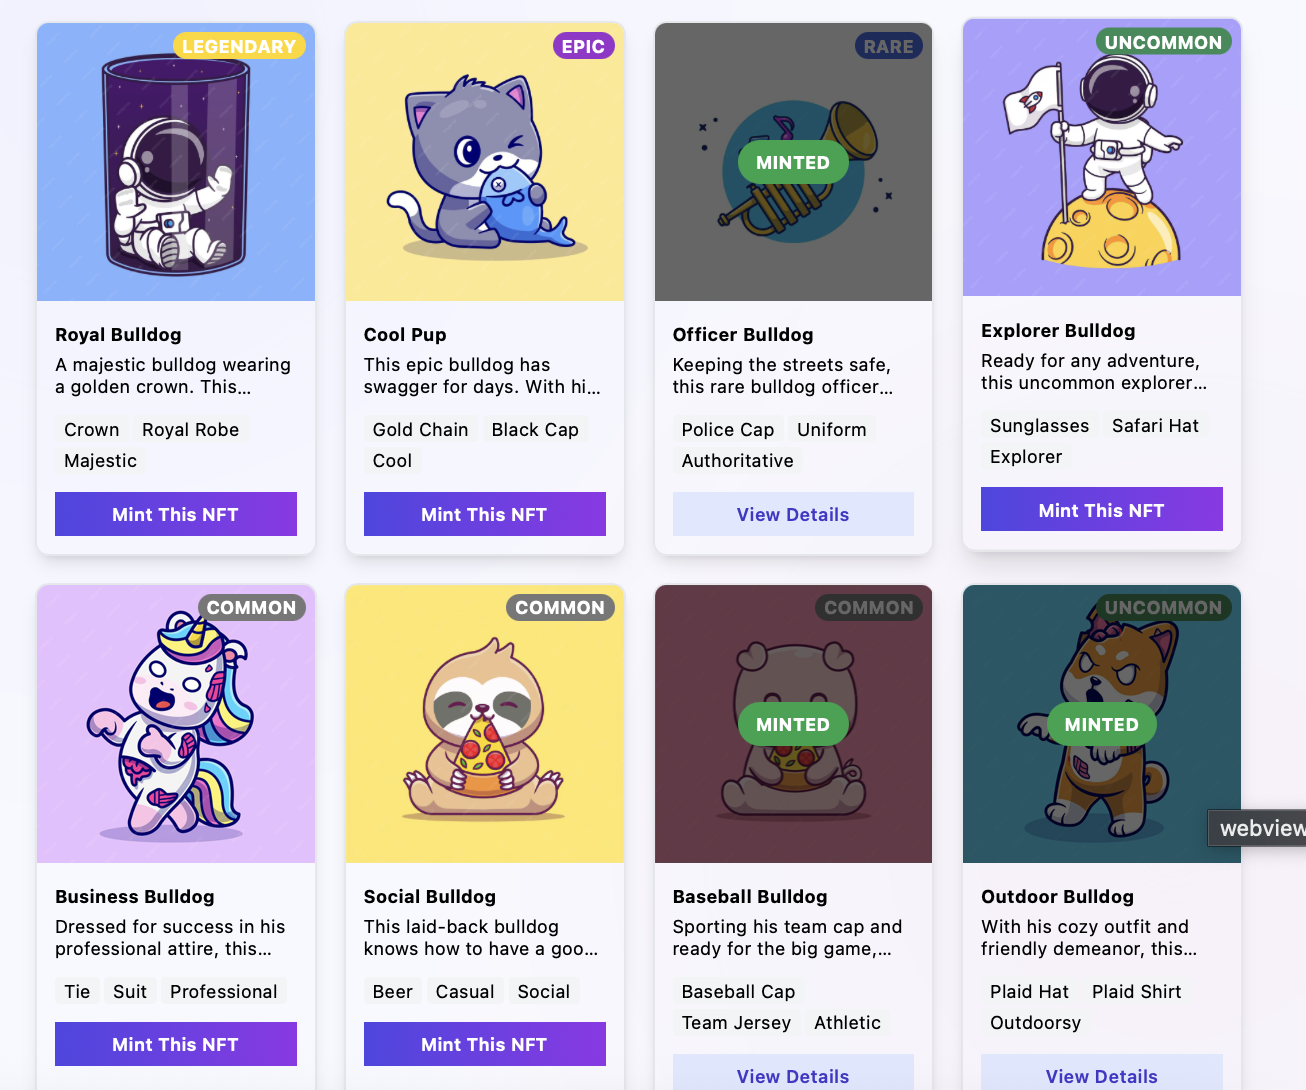 LEGENDARY
EPIC
RARE
MINTED
UNCOMMON
Royal Bulldog
A majestic bulldog wearing
a golden crown. This...
Crown Royal Robe
Majestic
Mint This NFT
Cool Pup
This epic bulldog has
swagger for days. With hi...
Gold Chain Black Cap
Cool
Mint This NFT
Officer Bulldog
Keeping the streets safe,
this rare bulldog officer...
Police Cap Uniform
Authoritative
View Details
Explorer Bulldog
Ready for any adventure,
this uncommon explorer...
Sunglasses Safari Hat
Explorer
Mint This NFT
COMMON
COMMON
COMMON
MINTED
UNCOMMON
MINTED
webview
Business Bulldog
Dressed for success in his
professional attire, this...
Tie Suit Professional
Mint This NFT
Social Bulldog
This laid-back bulldog
knows how to have a goo...
Beer Casual Social
Mint This NFT
Baseball Bulldog
Sporting his team cap and
ready for the big game,...
Baseball Cap
Team Jersey Athletic
View Details
Outdoor Bulldog
With his cozy outfit and
friendly demeanor, this...
Plaid Hat Plaid Shirt
Outdoorsy
View Details